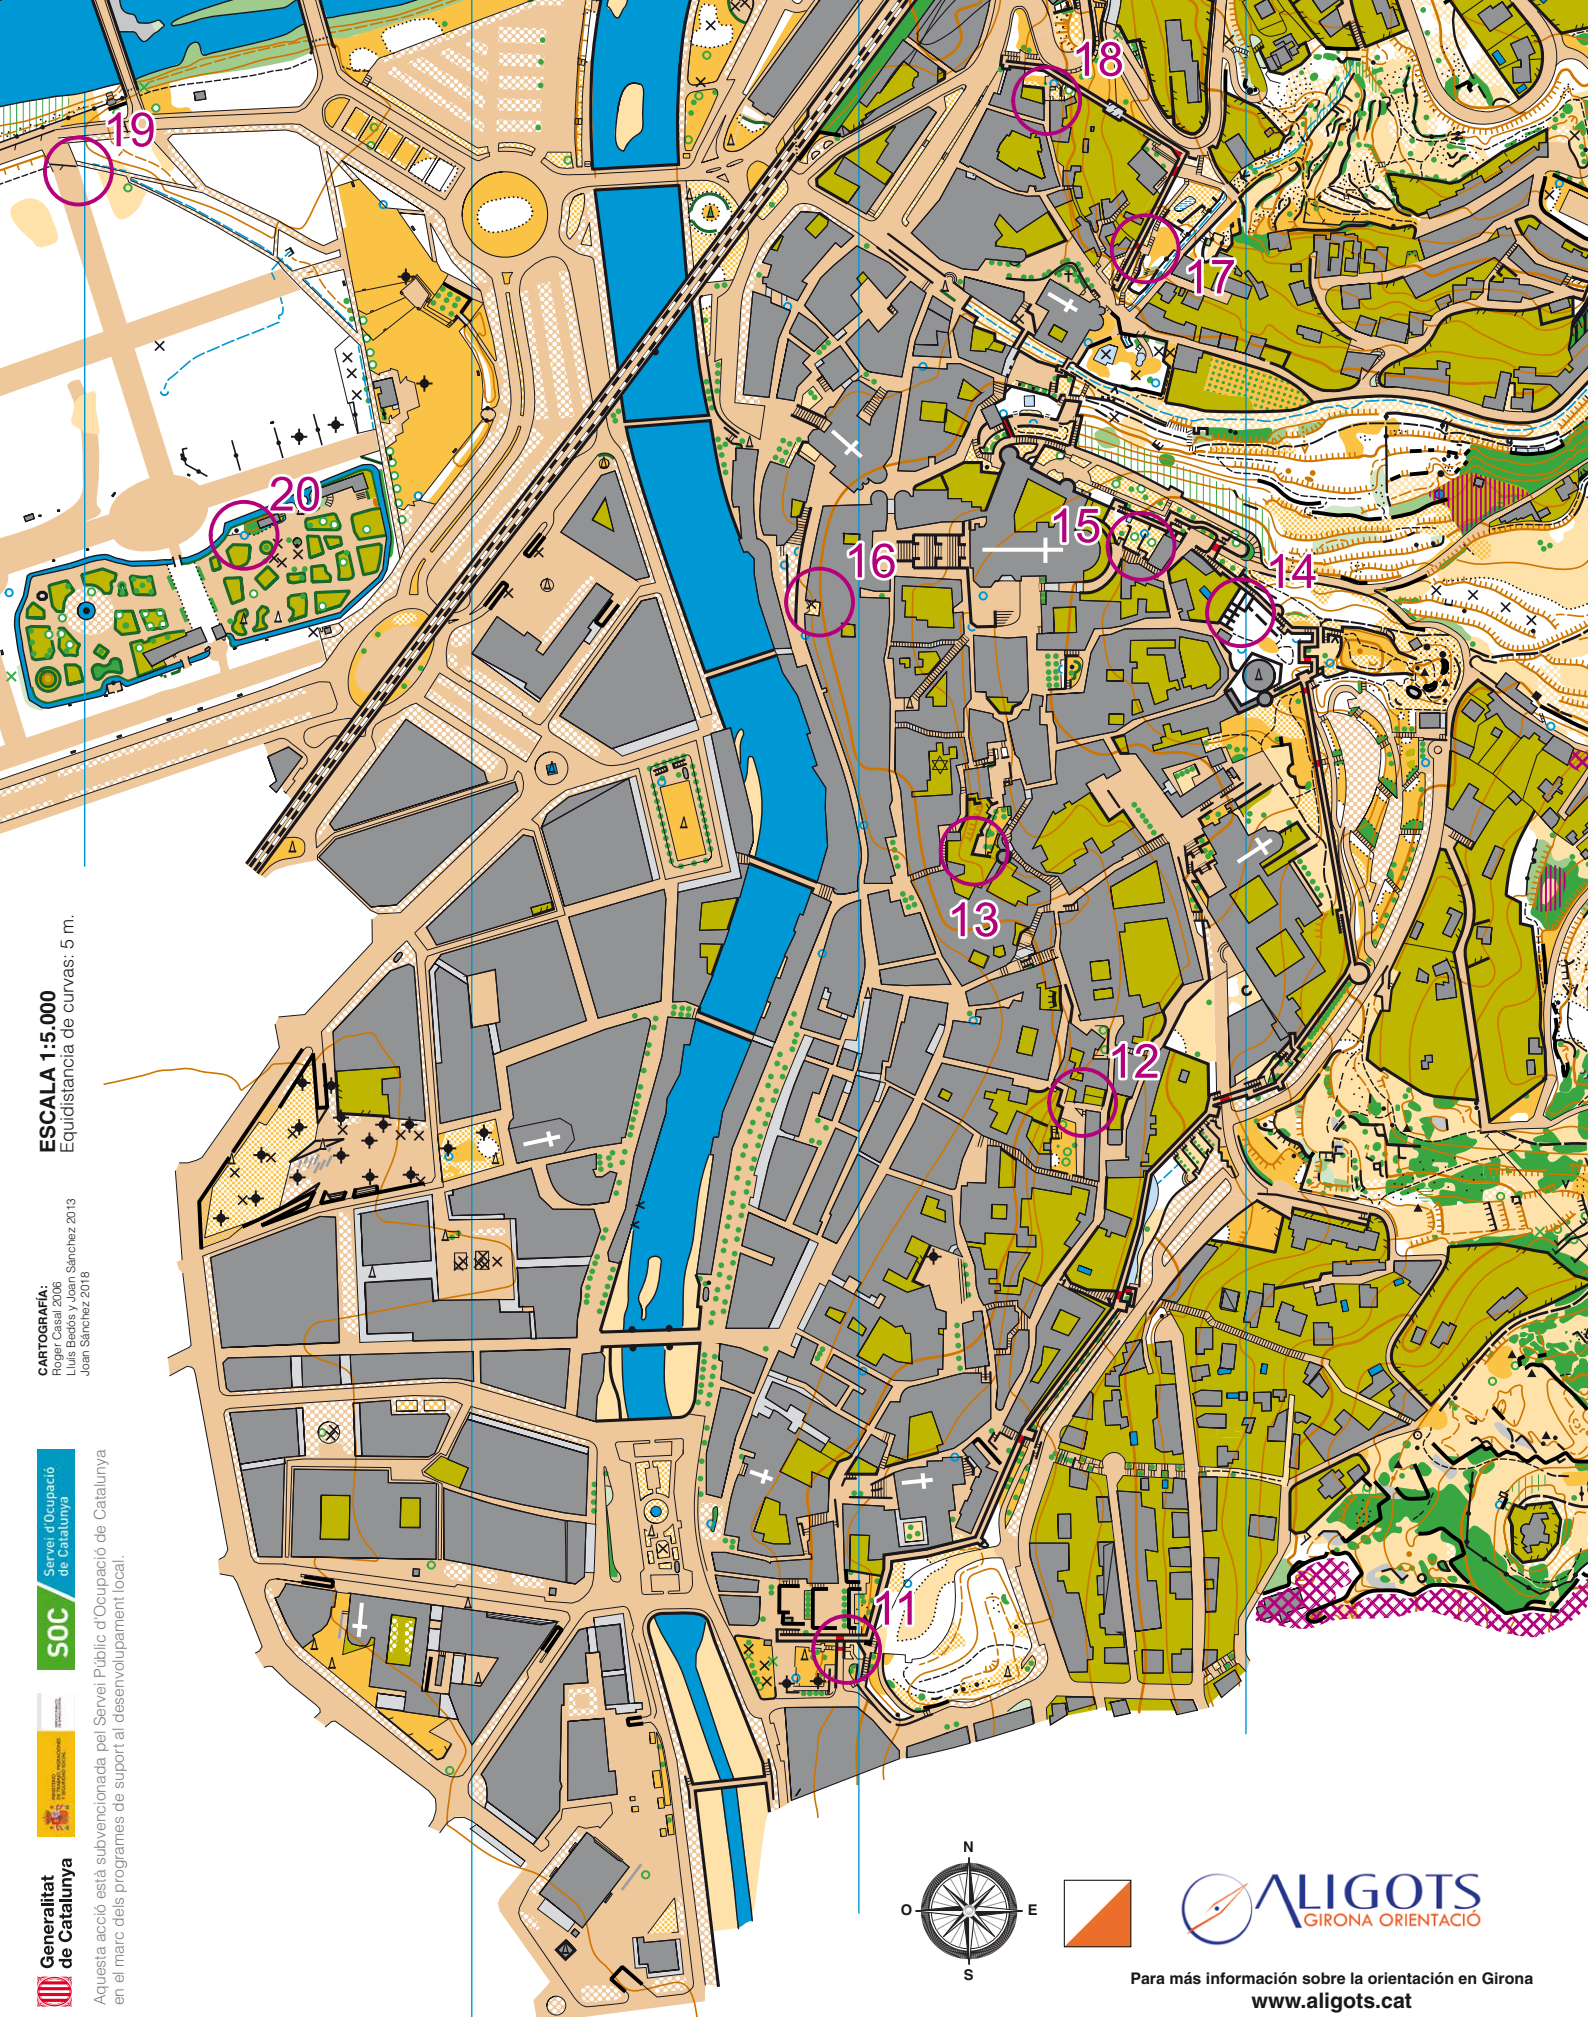 18
19
17
20
15
16
14
13
12
11
ESCALA 1:5.000
Equidistancia de curvas: 5 m.
CARTOGRAFÍA:
Roger Casal 2006
Lluís Bedós y Joan Sánchez 2013
Joan Sánchez 2018
SOC
Servei d'Ocupació
de Catalunya
Generalitat
de Catalunya
Aquesta acció està subvencionada pel Servei Públic d'Ocupació de Catalunya
en el marc dels programes de suport al desenvolupament local.
N
O
E
S
ALIGOTS
GIRONA ORIENTACIÓ
Para más información sobre la orientación en Girona
www.aligots.cat